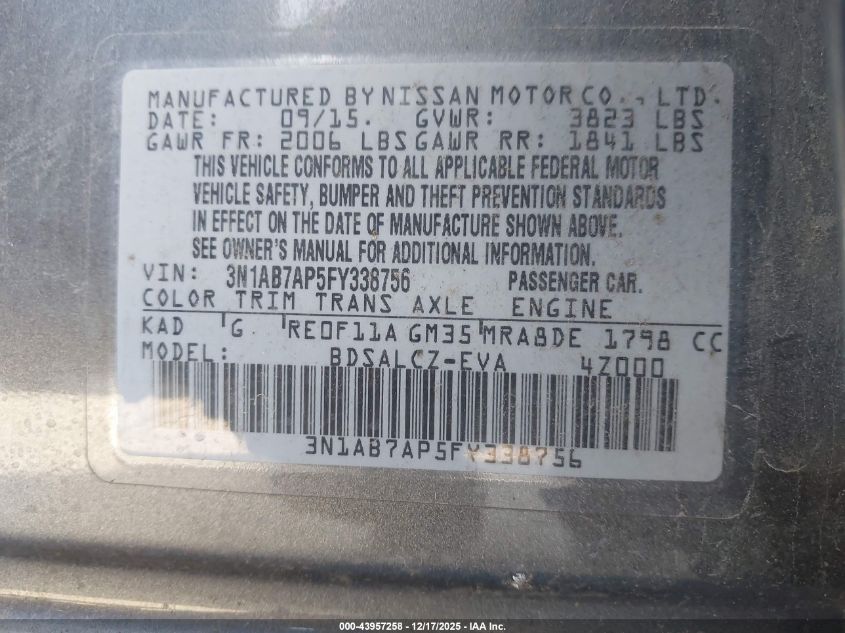 MANUFACTURED BY NISSAN MOTOR CO., LTD.
DATE: 09/15. GVWR: 3823 LBS
GAWR FR: 2006 LBS GAWR RR: 1841 LBS
THIS VEHICLE CONFORMS TO ALL APPLICABLE FEDERAL MOTOR
VEHICLE SAFETY, BUMPER AND THEFT PREVENTION STANDARDS
IN EFFECT ON THE DATE OF MANUFACTURE SHOWN ABOVE.
SEE OWNER'S MANUAL FOR ADDITIONAL INFORMATION.
VIN: 3N1AB7AP5FY338756 PASSENGER CAR.
COLOR TRIM TRANS AXLE ENGINE
KAD G RE0F11A GM35 MRA8DE 1798 CC
MODEL: BDSALCZ-EVA 4Z000
3N1AB7AP5FY338756
000-43957258 - 12/17/2025 - IAA Inc.